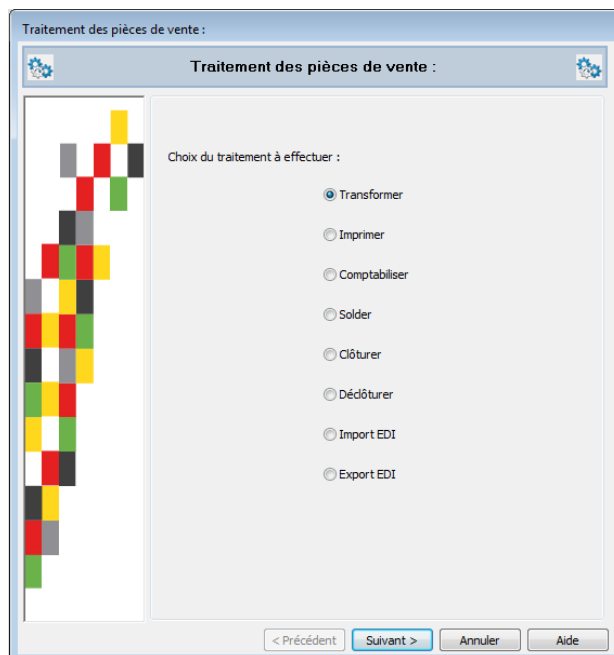 Traitement des pièces de vente :
Traitement des pièces de vente :
Choix du traitement à effectuer :
Transformer
Imprimer
Comptabiliser
Solder
Clôturer
Déclôturer
Import EDI
Export EDI
< Précédent Suivant > Annuler Aide